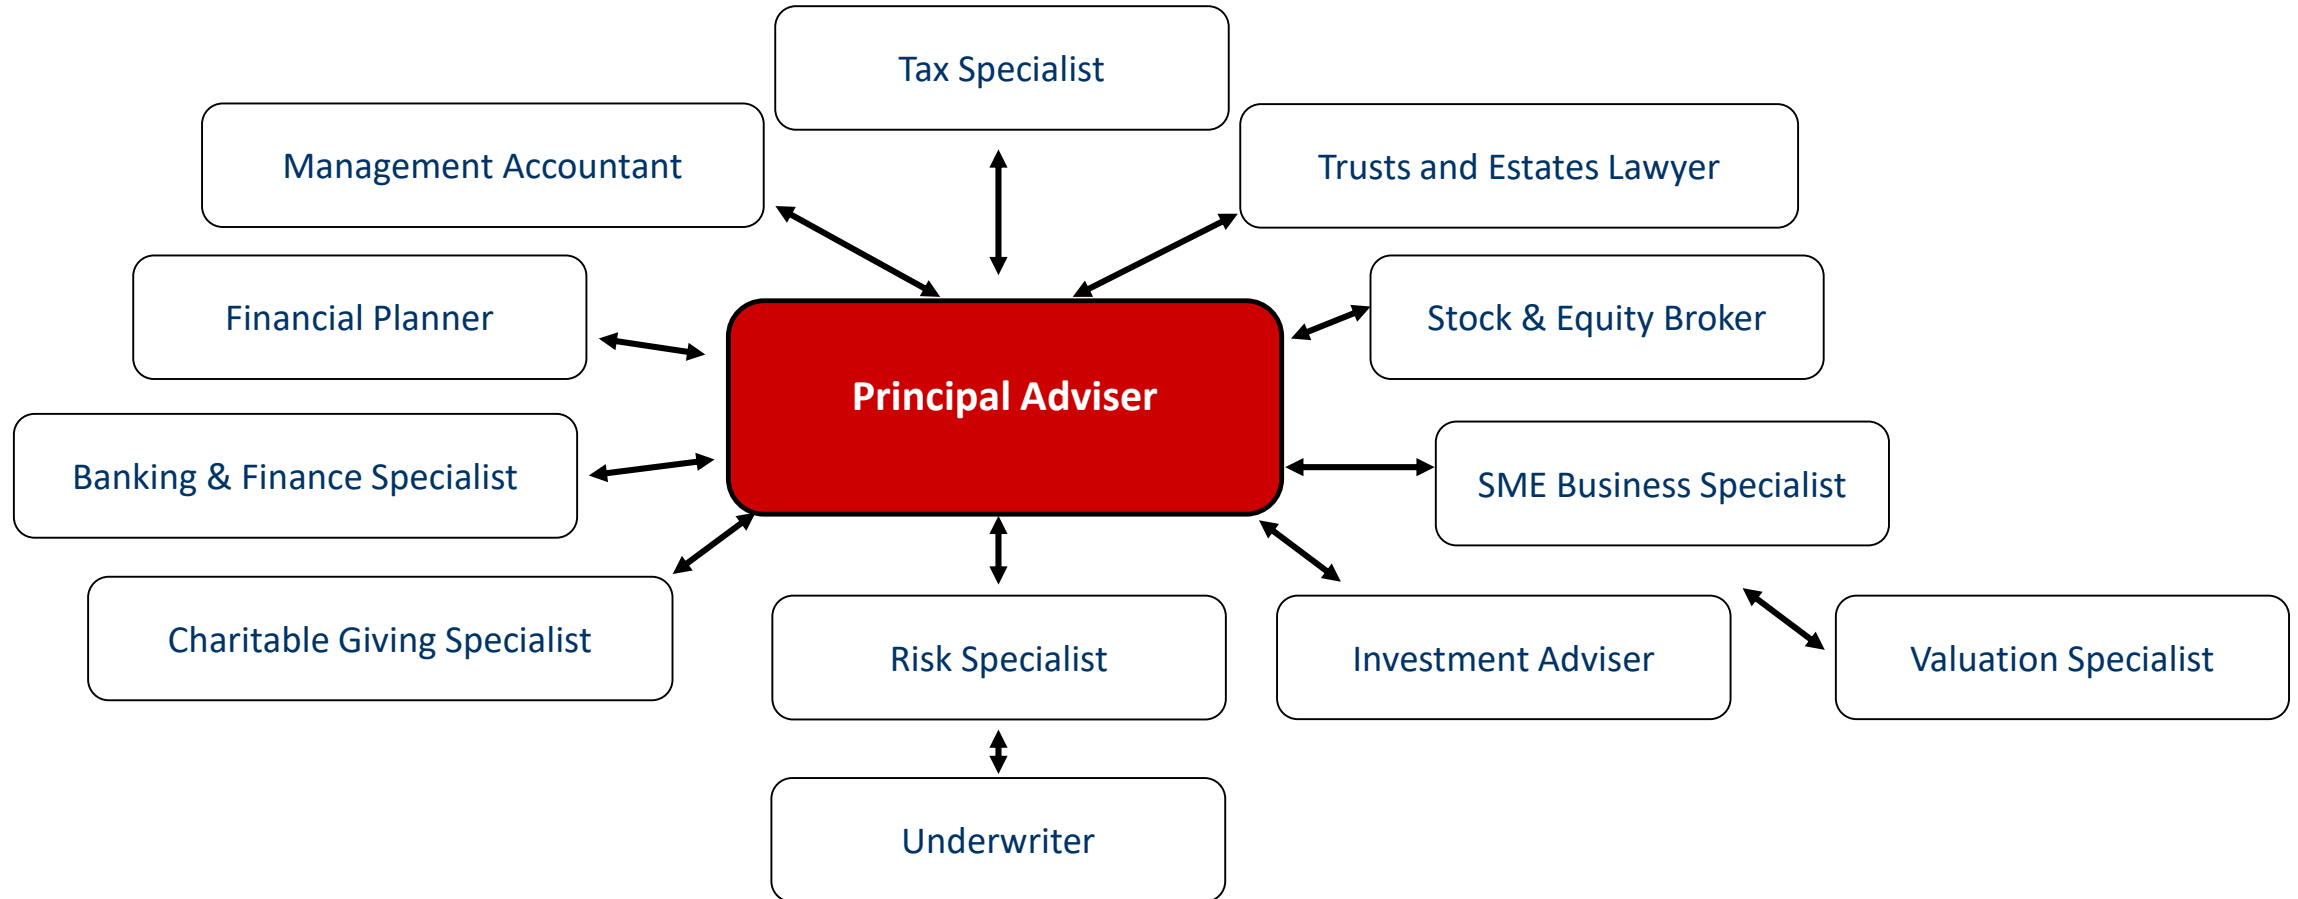 Tax Specialist
Management Accountant
Trusts and Estates Lawyer
Financial Planner
Stock & Equity Broker
Principal Adviser
Banking & Finance Specialist
SME Business Specialist
Charitable Giving Specialist
Risk Specialist
Investment Adviser
Valuation Specialist
Underwriter